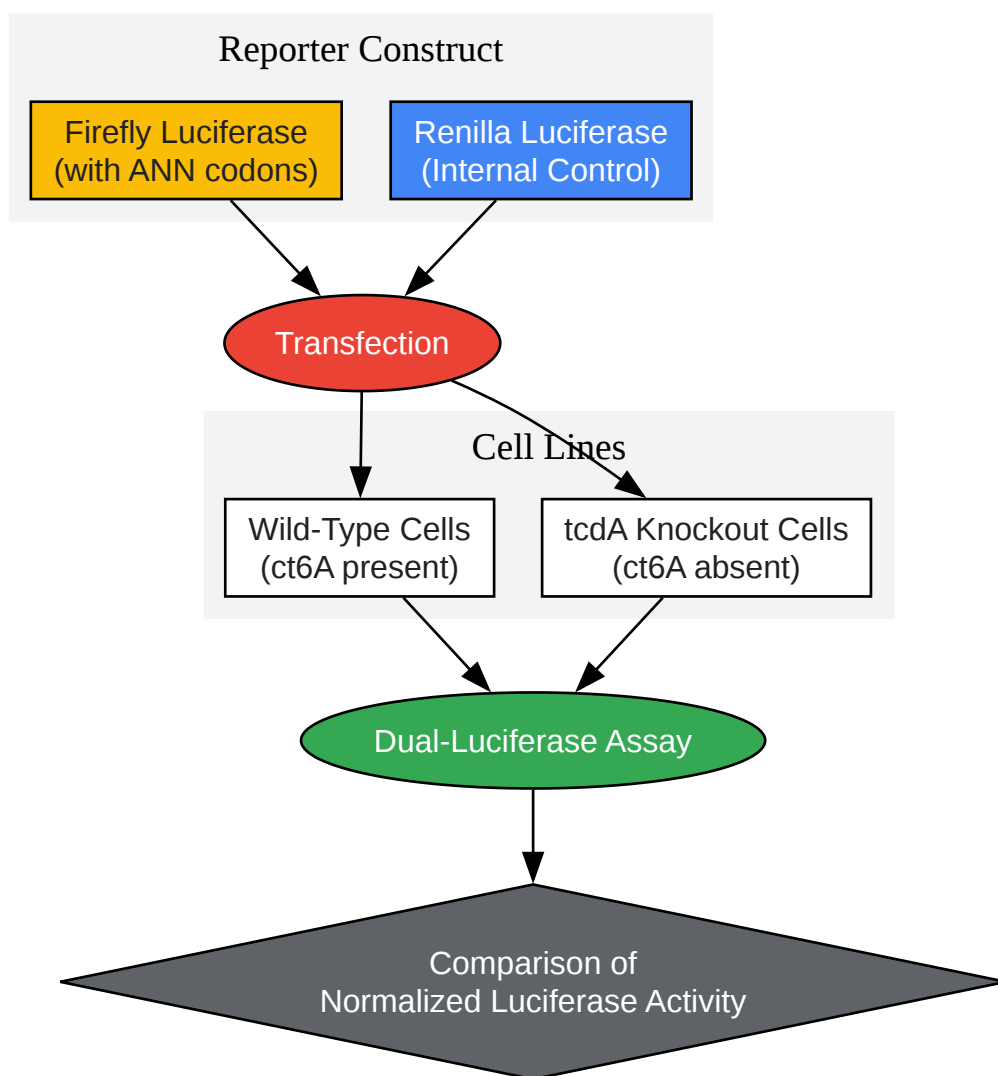 Reporter Construct
Firefly Luciferase
(with ANN codons)
Renilla Luciferase
(Internal Control)
Transfection
Cell Lines
Wild-Type Cells
(ct6A present)
tcdA Knockout Cells
(ct6A absent)
Dual-Luciferase Assay
Comparison of
Normalized Luciferase Activity